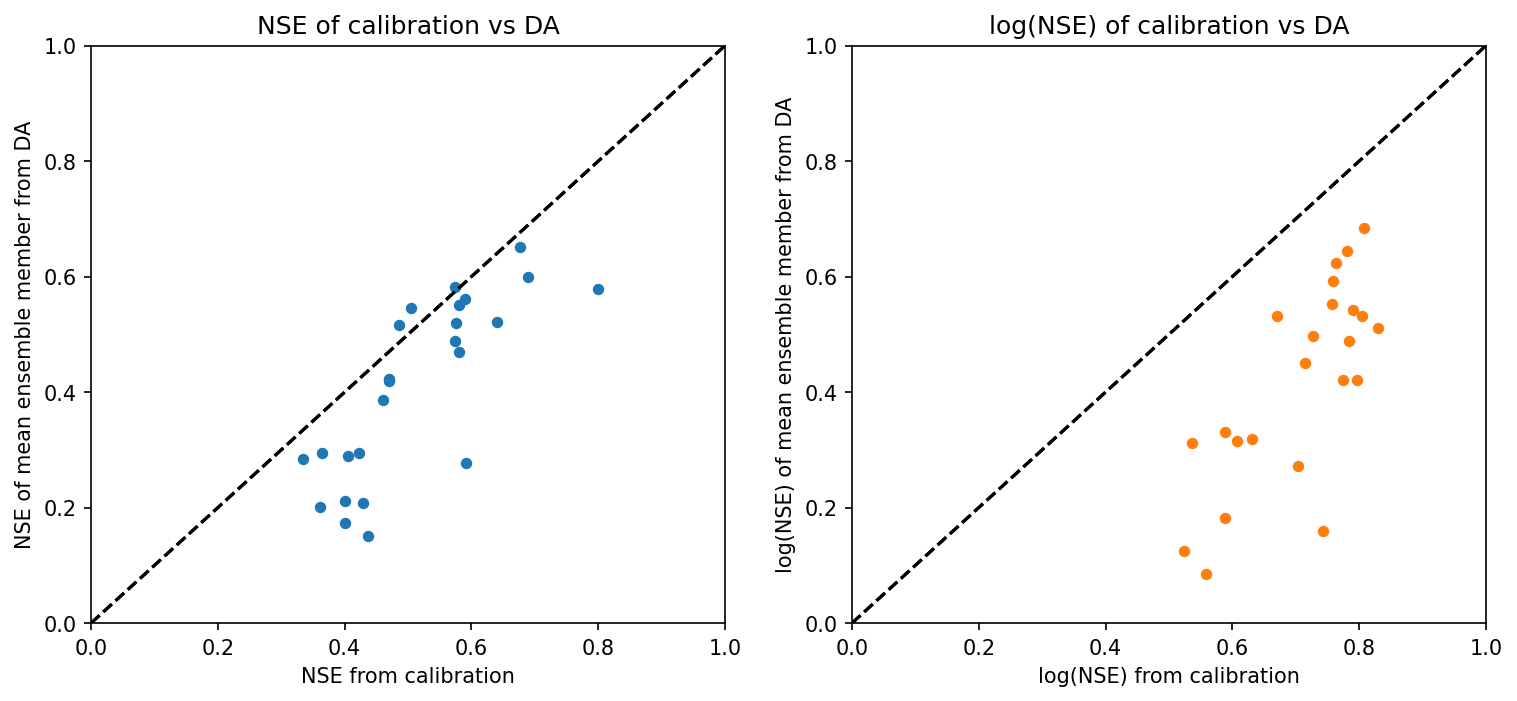 NSE of calibration vs DA
NSE of mean ensemble member from DA
1.0
0.8
0.6
0.4
0.2
0.0
0.0 0.2 0.4 0.6 0.8 1.0
NSE from calibration
log(NSE) of calibration vs DA
log(NSE) of mean ensemble member from DA
1.0
0.8
0.6
0.4
0.2
0.0
0.0 0.2 0.4 0.6 0.8 1.0
log(NSE) from calibration